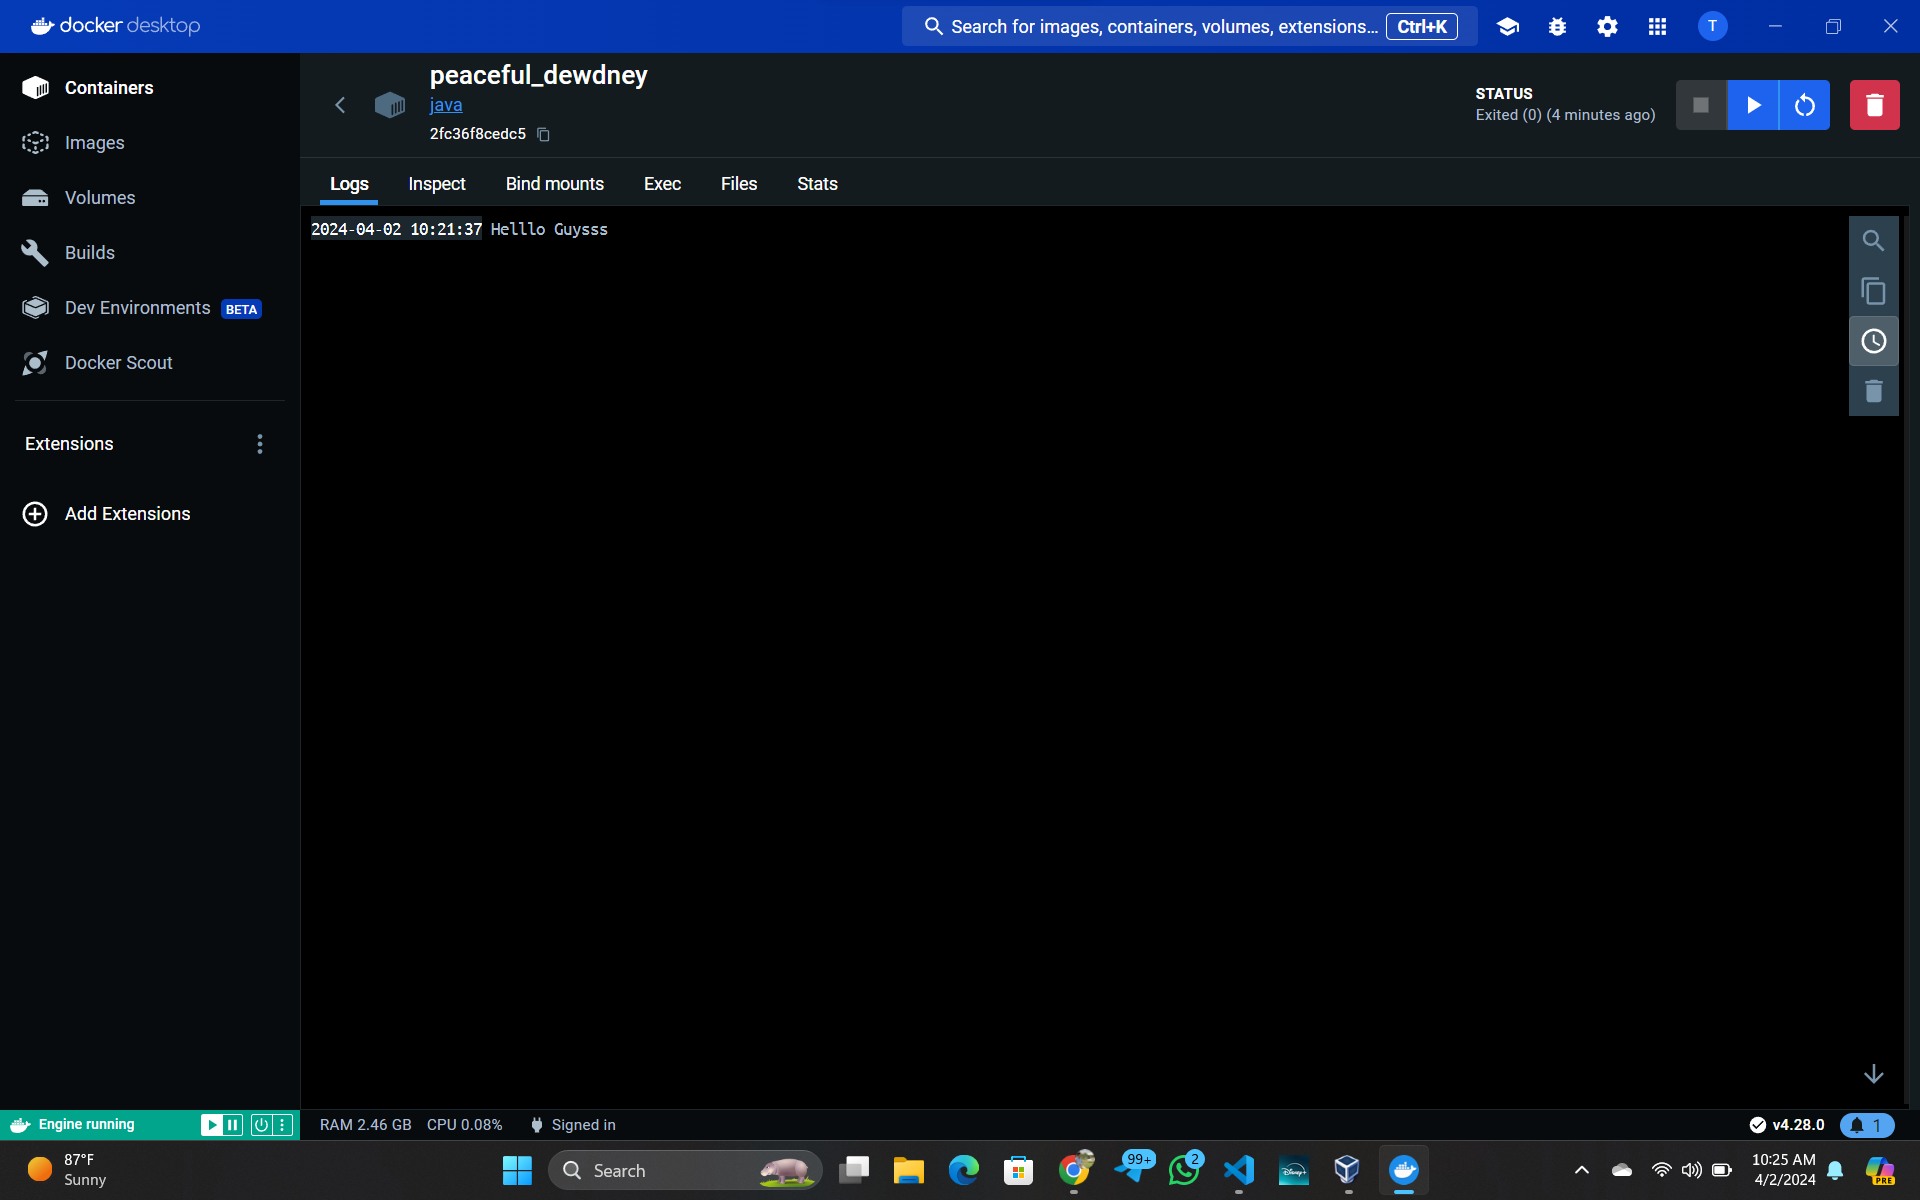 docker desktop
Search for images, containers, volumes, extensions... Ctrl+K
T
Containers
Images
Volumes
Builds
Dev Environments BETA
Docker Scout
Extensions
Add Extensions
peaceful_dewdney
java
2fc36f8cedc5
STATUS
Exited (0) (4 minutes ago)
Logs Inspect Bind mounts Exec Files Stats
2024-04-02 10:21:37 Helllo Guysss
Engine running
RAM 2.46 GB CPU 0.08% Signed in
v4.28.0 1
87°F
Sunny
Search
99+
2
Disney+
10:25 AM
4/2/2024
PRE